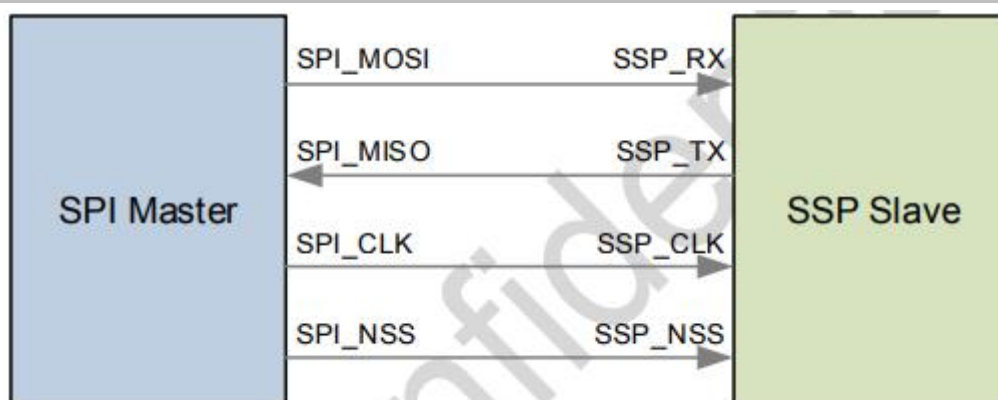 SPI_MOSI SSP_RX
SPI_MISO SSP_TX
SPI Master SSP Slave
SPI_CLK SSP_CLK
SPI_NSS SSP_NSS